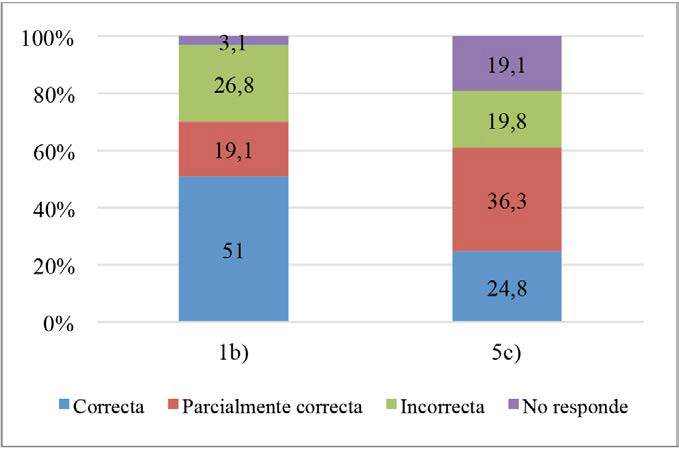 100%
80%
60%
40%
20%
0%
3,1
26,8
19,1
51
19,1
19,8
36,3
24,8
1b)
5c)
Correcta
Parcialmente correcta
Incorrecta
No responde